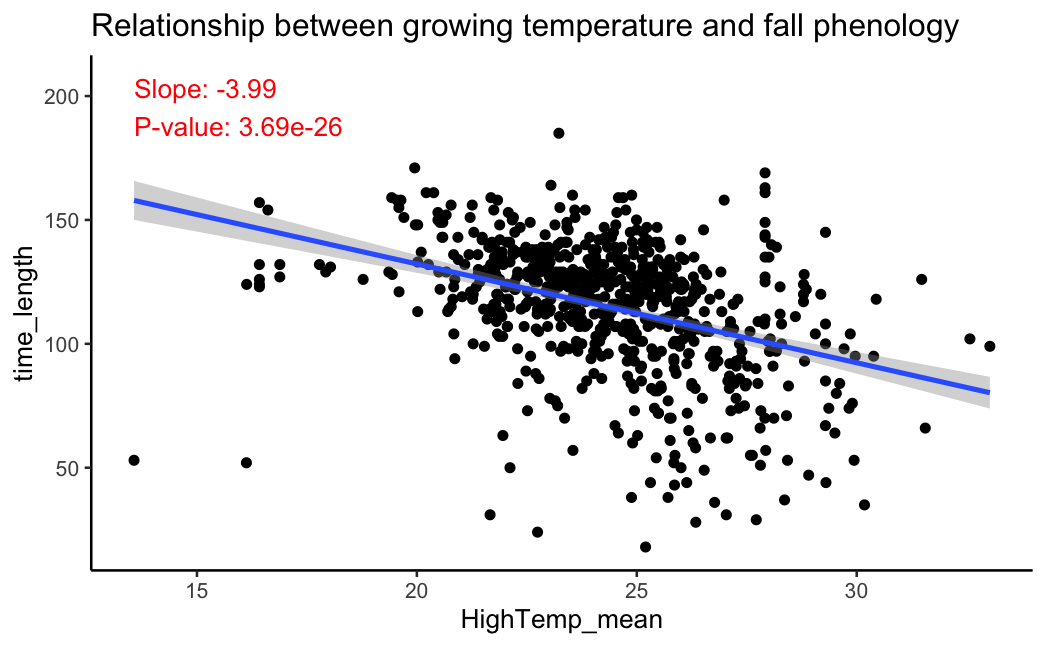 Relationship between growing temperature and fall phenology
Slope: -3.99
P-value: 3.69e-26
200
150
100
50
time_length
15 20 25 30
HighTemp_mean